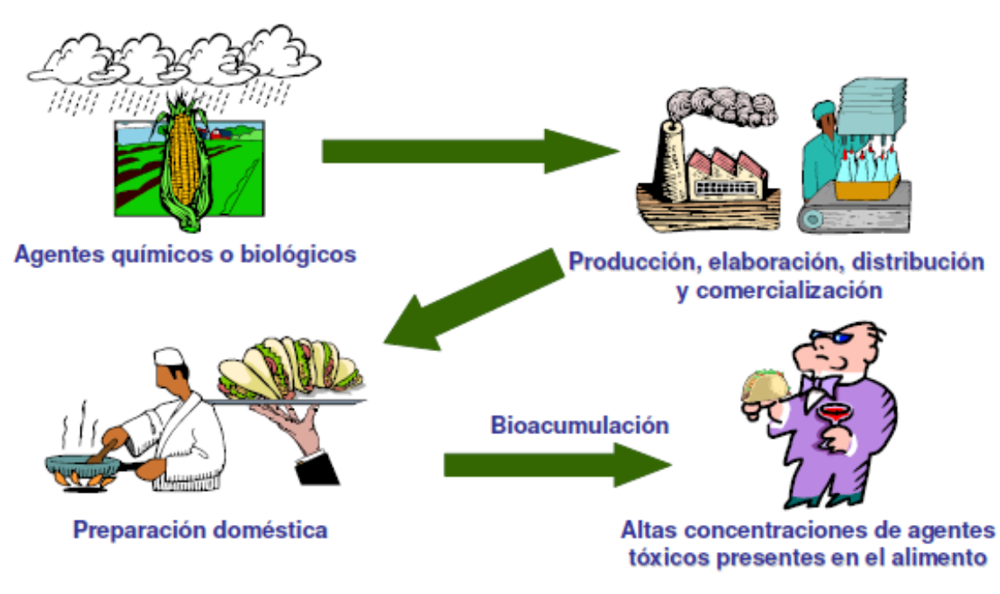 Agentes químicos o biológicos
Producción, elaboración, distribución
y comercialización
Bioacumulación
Preparación doméstica
Altas concentraciones de agentes
tóxicos presentes en el alimento